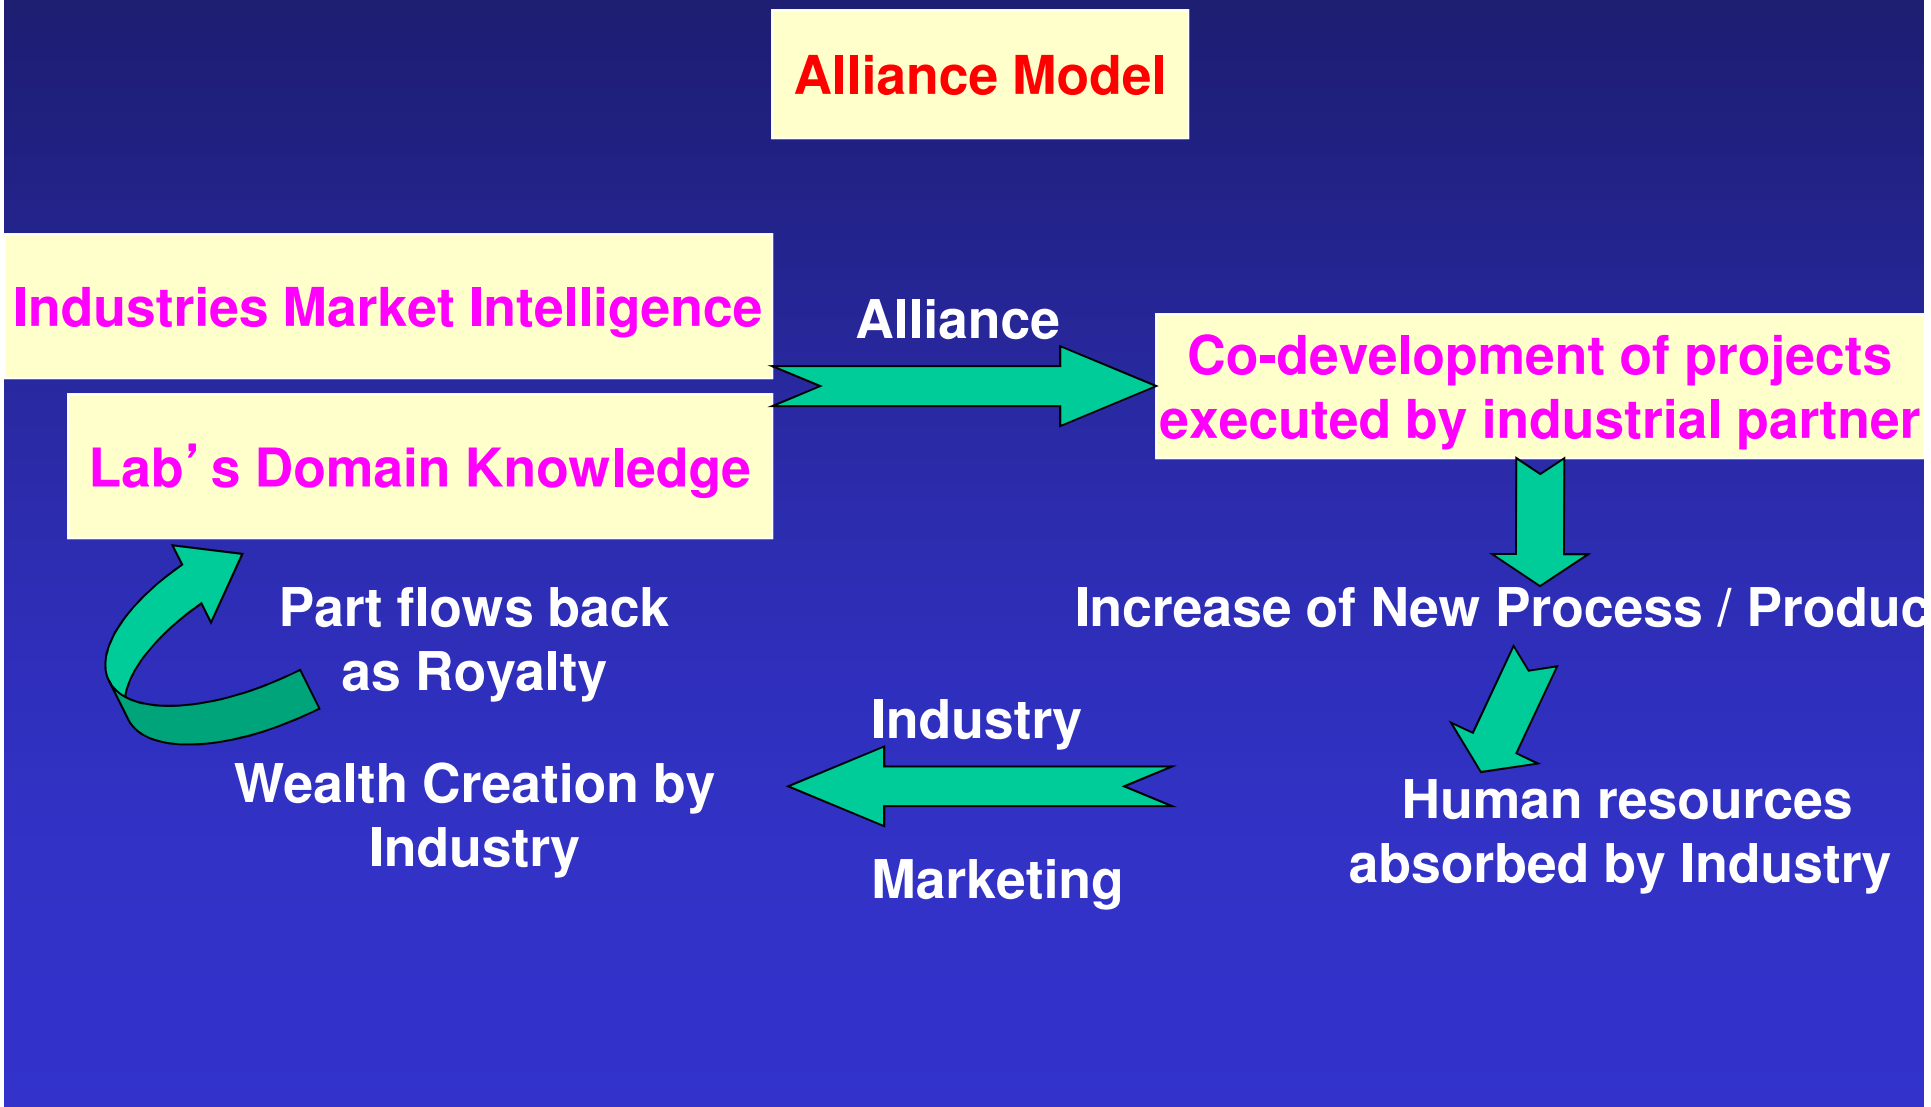 Alliance Model
Industries Market Intelligence
Alliance
Co-development of projects
executed by industrial partner
Lab’s Domain Knowledge
Part flows back
as Royalty
Increase of New Process / Produc
Industry
Wealth Creation by
Industry
Marketing
Human resources
absorbed by Industry